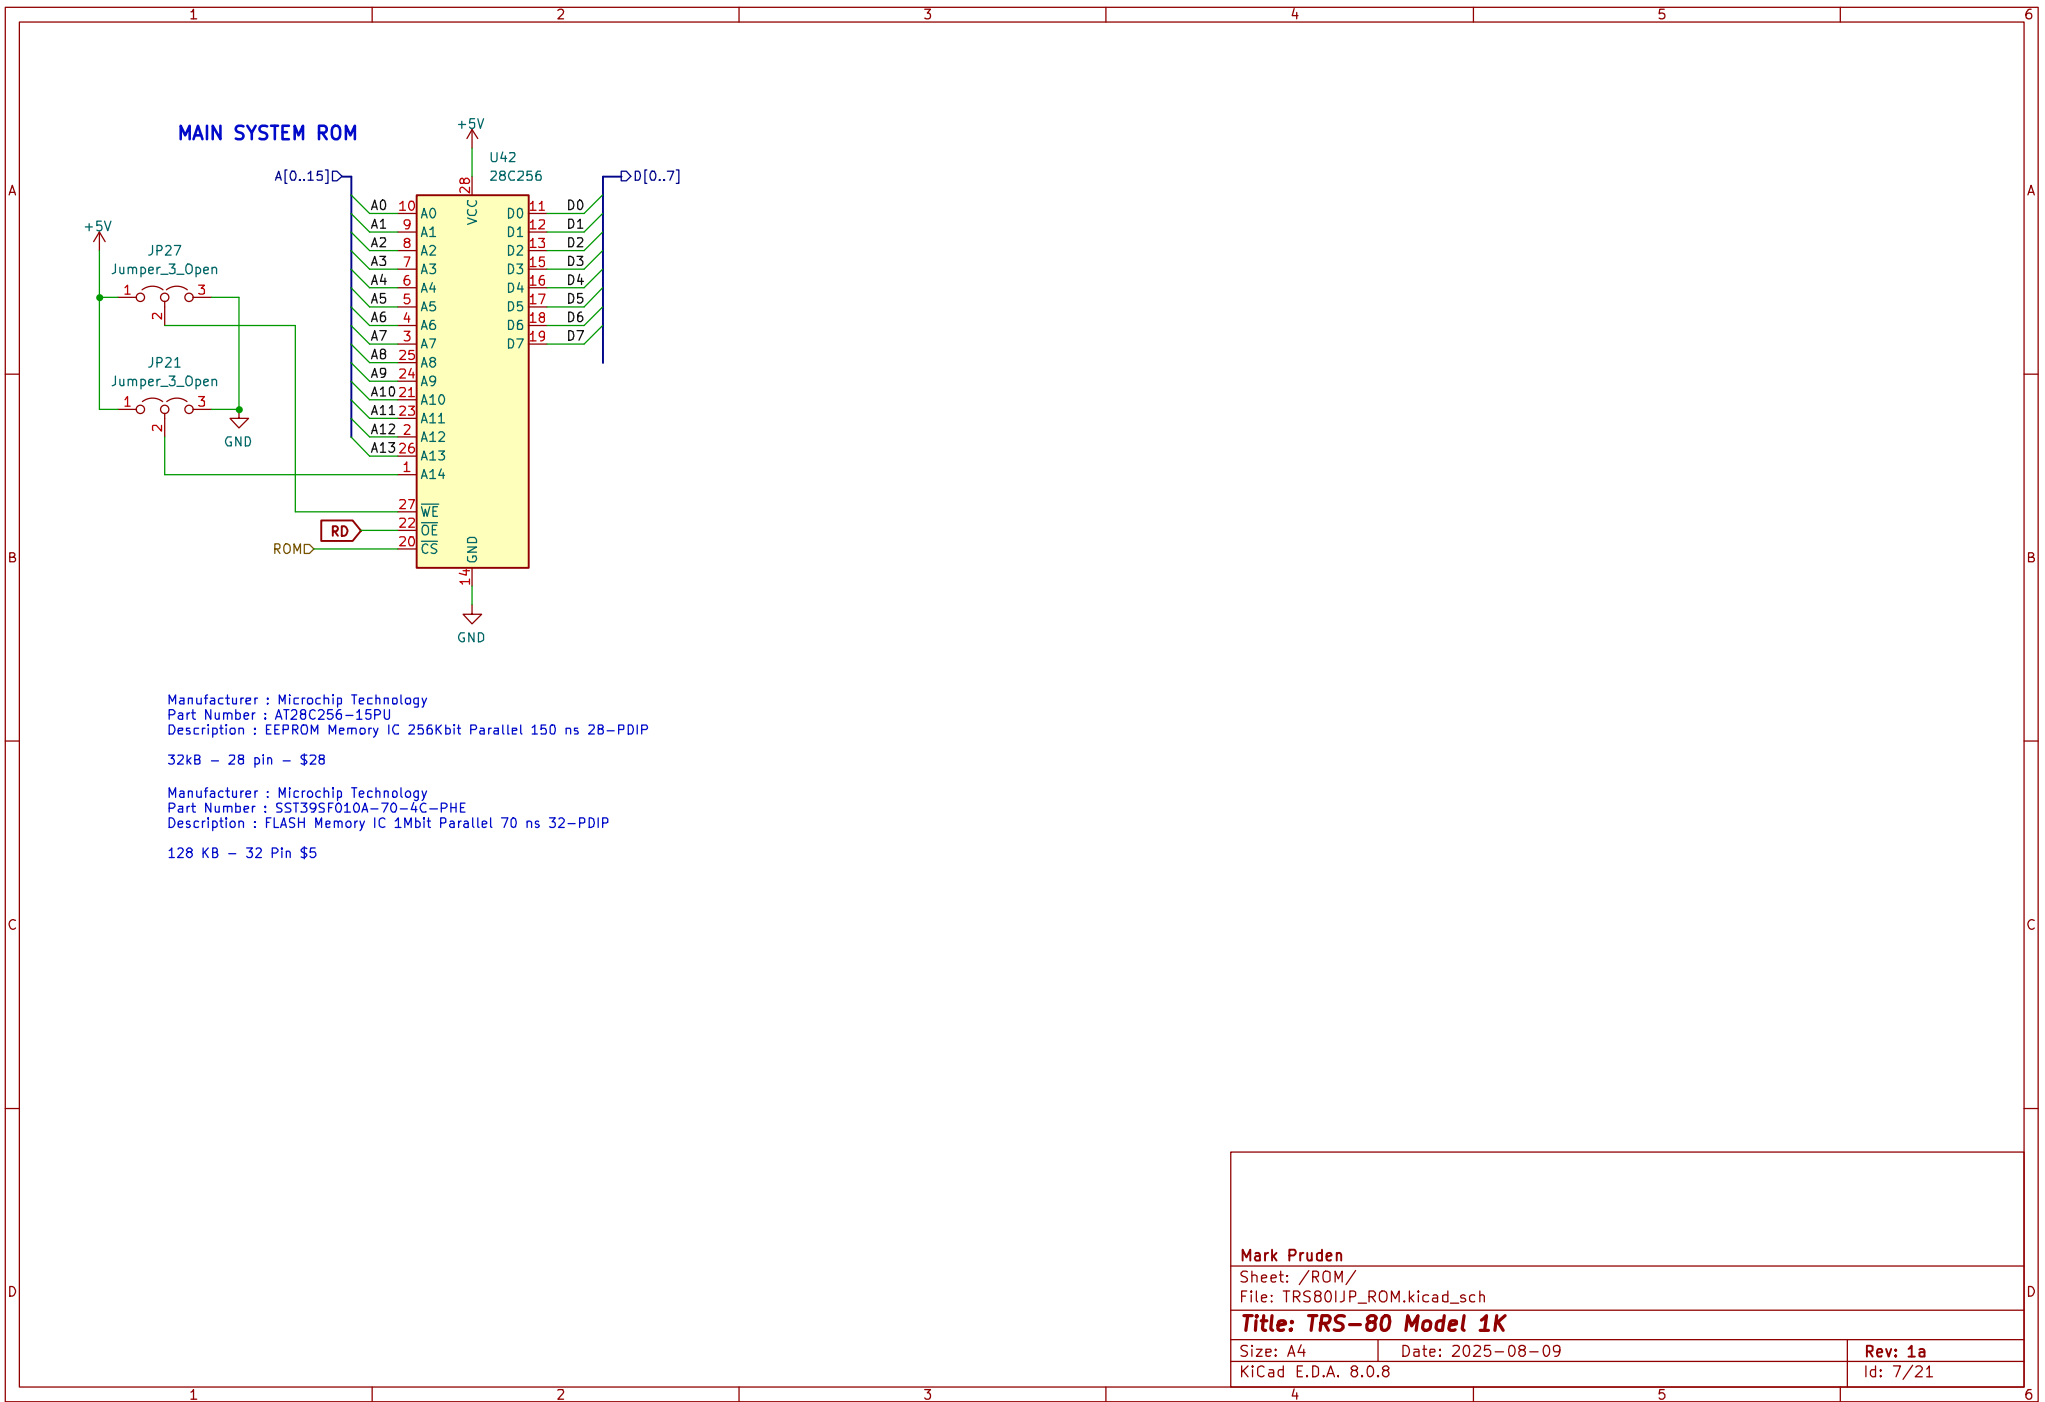 1 2 3 4 5 6
MAIN SYSTEM ROM
+5V
U42
28C256
A[0..15]
D[0..7]
A A
28
VCC
A0 10 A0 D0 11 D0
A1 9 A1 D1 12 D1
A2 8 A2 D2 13 D2
A3 7 A3 D3 15 D3
A4 6 A4 D4 16 D4
A5 5 A5 D5 17 D5
A6 4 A6 D6 18 D6
A7 3 A7 D7 19 D7
A8 25 A8
A9 24 A9
A10 21 A10
A11 23 A11
A12 2 A12
A13 26 A13
1 A14
27 WE
RD 22 OE
ROM 20 CS
GND
14
GND
+5V
JP27
Jumper_3_Open
1 3
2
JP21
Jumper_3_Open
1 3
2
GND
B B
Manufacturer : Microchip Technology
Part Number : AT28C256-15PU
Description : EEPROM Memory IC 256Kbit Parallel 150 ns 28-PDIP
32kB - 28 pin - $28
Manufacturer : Microchip Technology
Part Number : SST39SF010A-70-4C-PHE
Description : FLASH Memory IC 1Mbit Parallel 70 ns 32-PDIP
128 KB - 32 Pin $5
C C
Mark Pruden
Sheet: /ROM/
File: TRS80IJP_ROM.kicad_sch
Title: TRS-80 Model 1K
Size: A4 Date: 2025-08-09 Rev: 1a
KiCad E.D.A. 8.0.8 Id: 7/21
D D
1 2 3 4 5 6